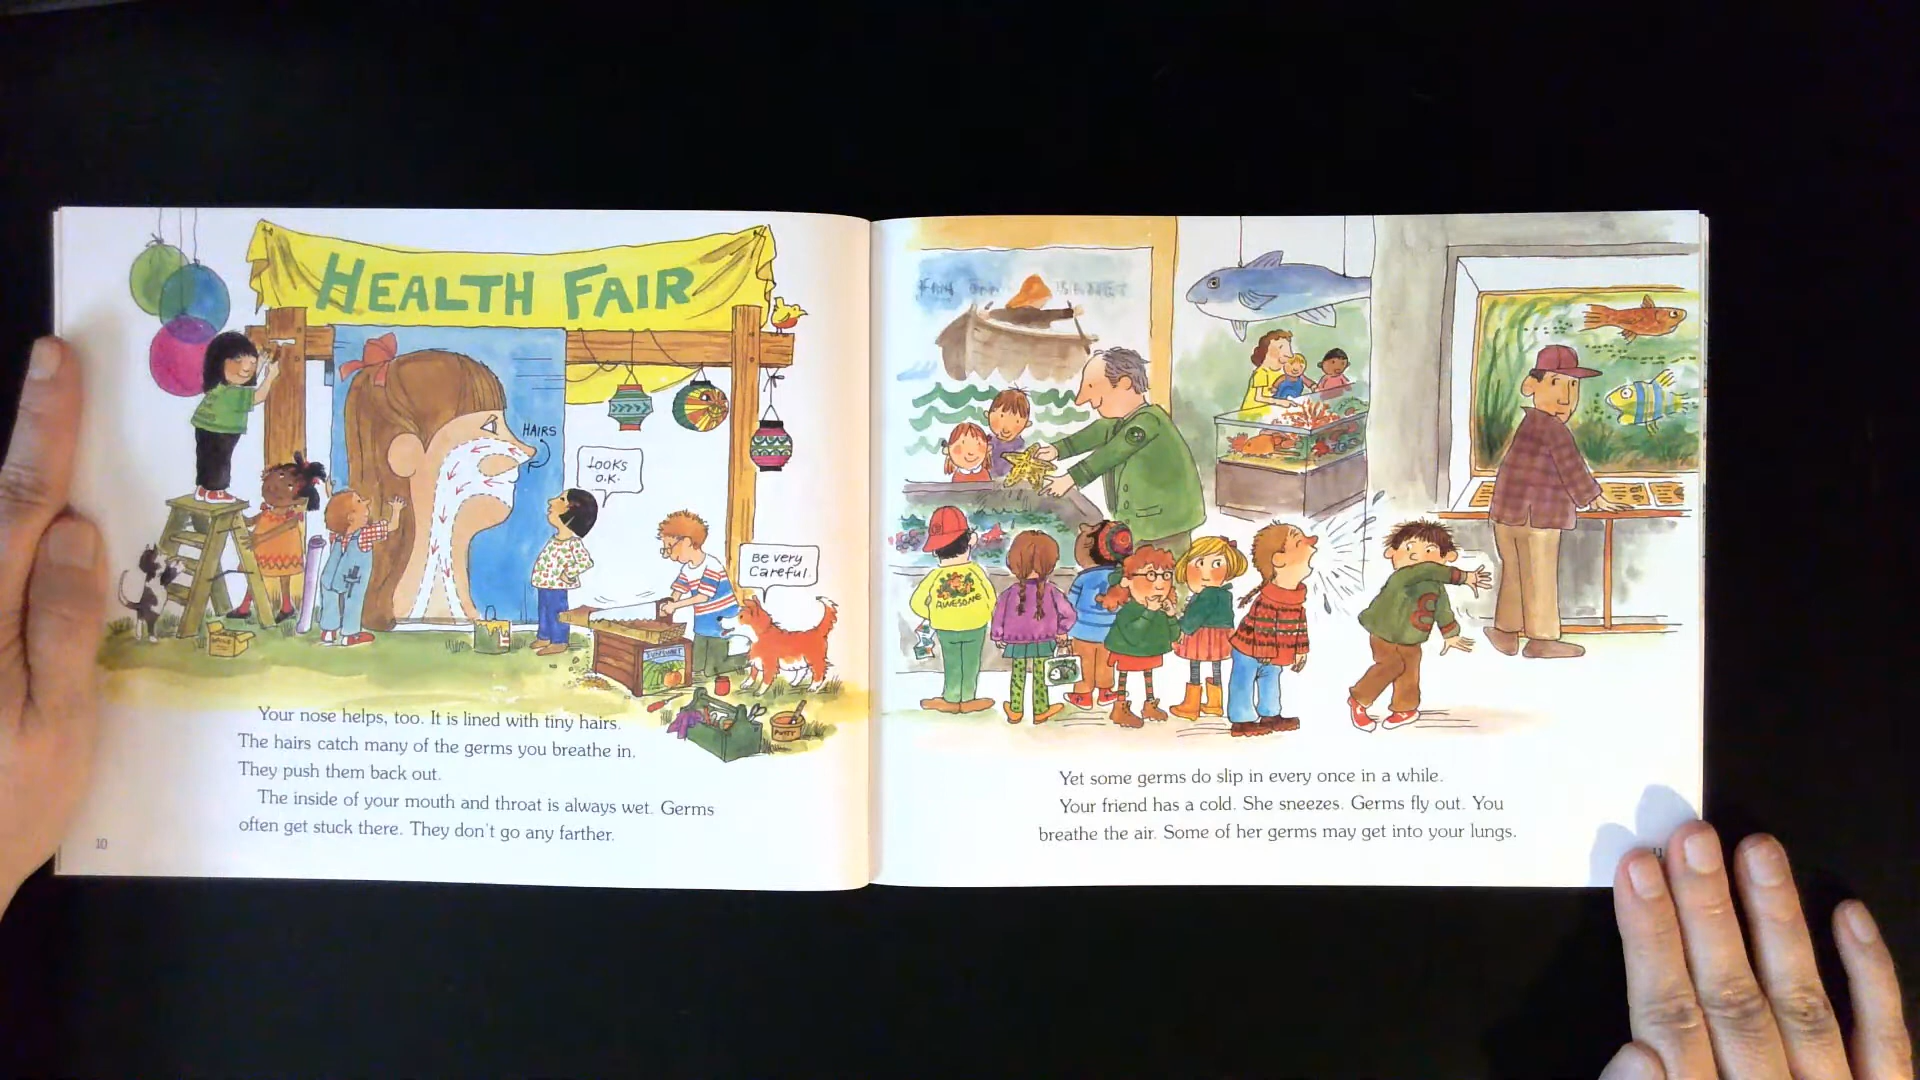 HEALTH FAIR
HAIRS
LOOKS
O.K.
Be very
Careful.
PUTTY
Your nose helps, too. It is lined with tiny hairs.
The hairs catch many of the germs you breathe in.
They push them back out.
The inside of your mouth and throat is always wet. Germs
often get stuck there. They don't go any farther.
10
AWESOME
Yet some germs do slip in every once in a while.
Your friend has a cold. She sneezes. Germs fly out. You
breathe the air. Some of her germs may get into your lungs.
11